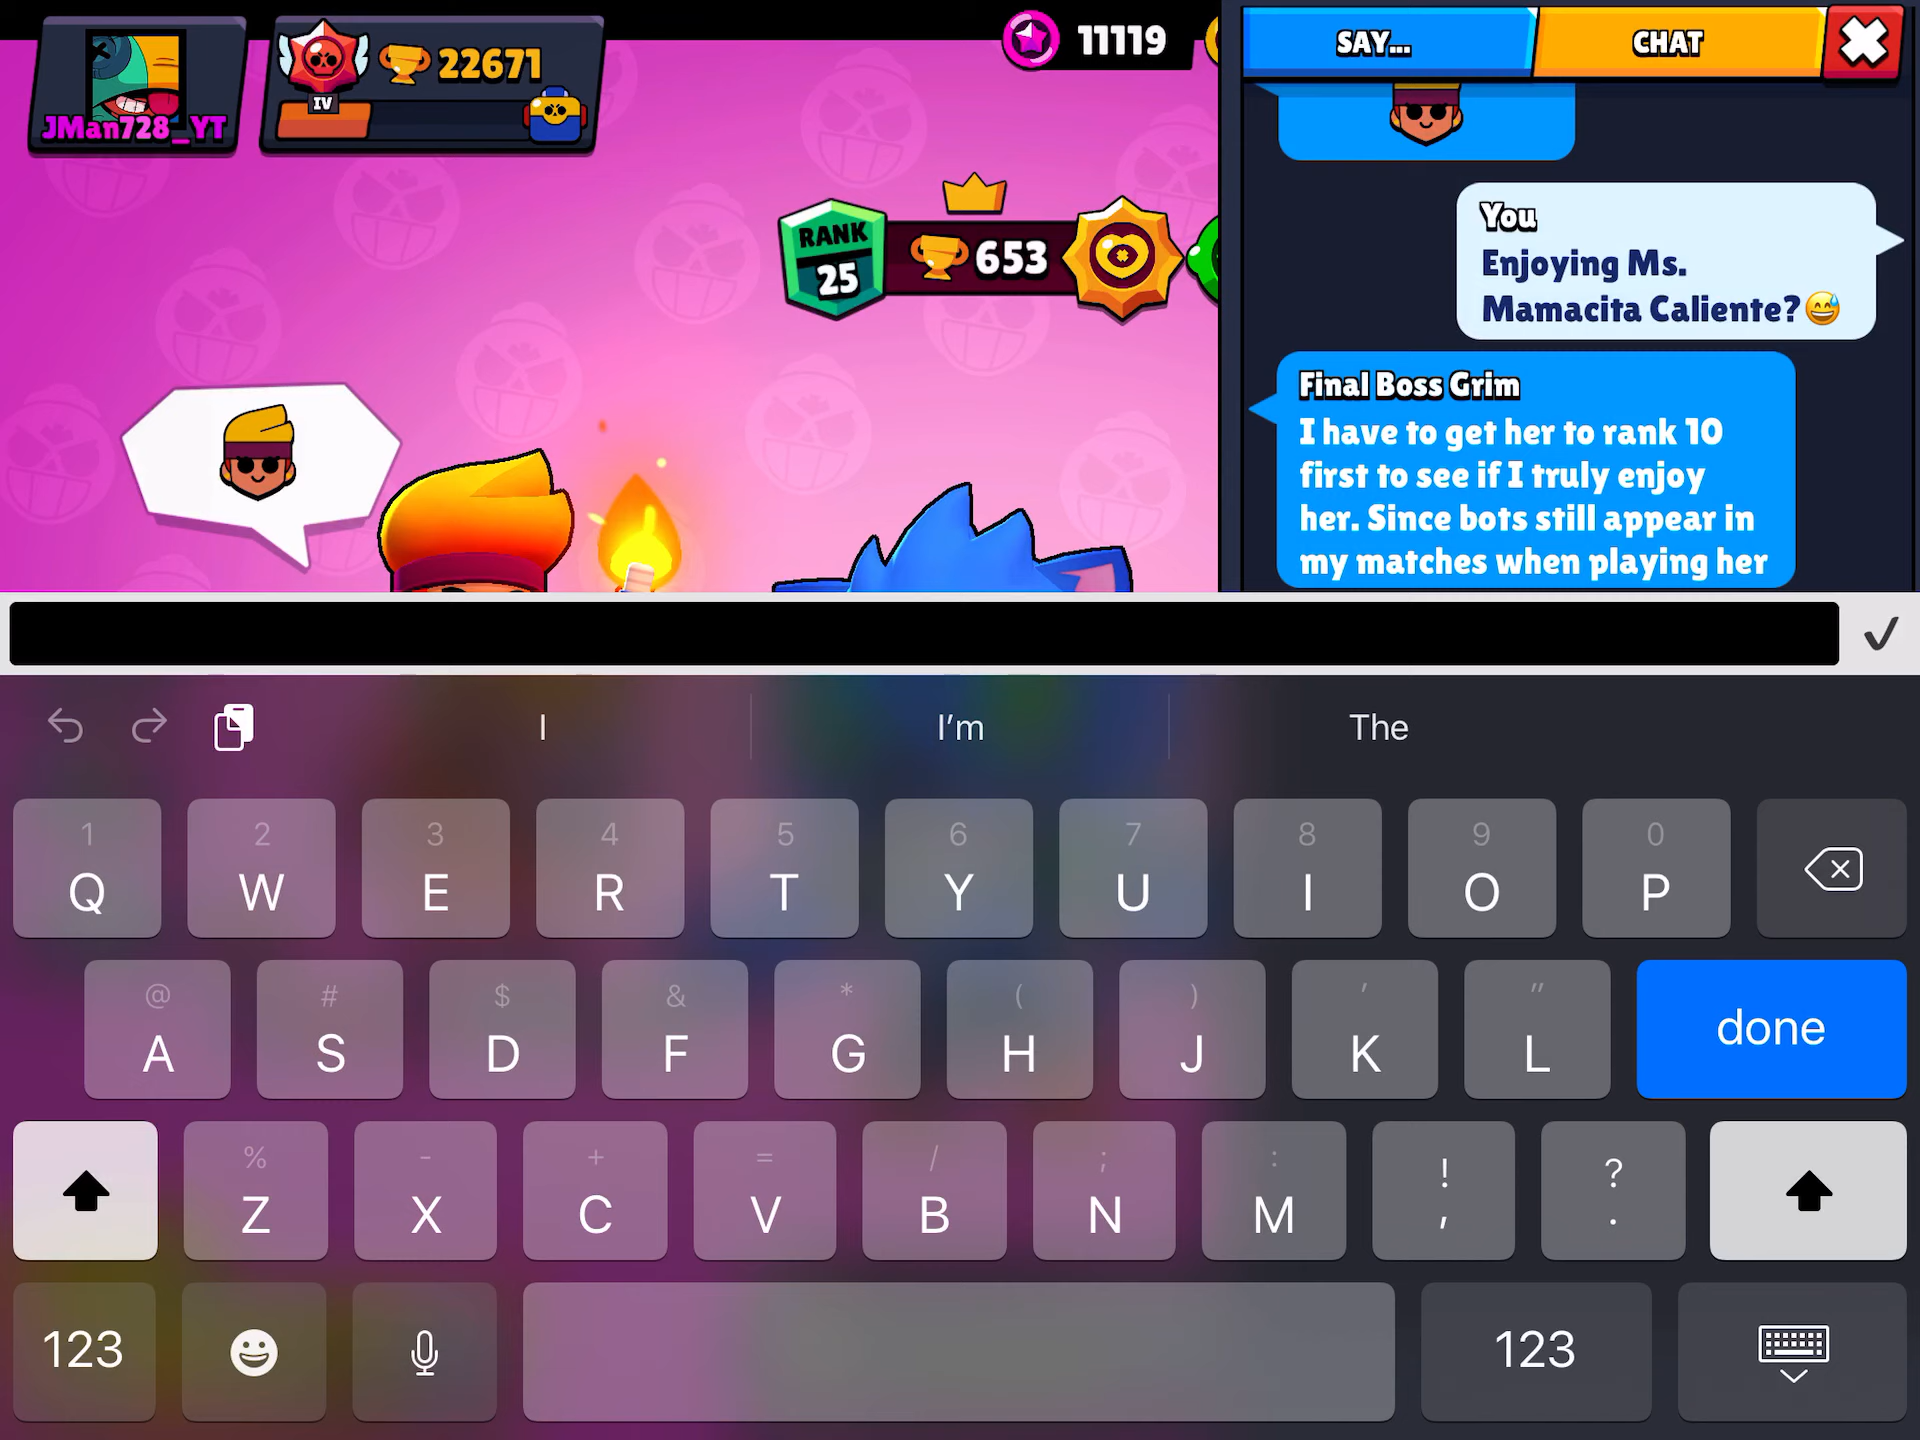 JMan728_YT
IV
22671
11119
RANK
25
653
SAY...
CHAT
You
Enjoying Ms.
Mamacita Caliente?😅
Final Boss Grim
I have to get her to rank 10
first to see if I truly enjoy
her. Since bots still appear in
my matches when playing her
I
I'm
The
1 2 3 4 5 6 7 8 9 0
Q W E R T Y U I O P
@ # $ & * ( ) ' "
A S D F G H J K L done
% - + = / ; : ! ?
Z X C V B N M , .
123
123